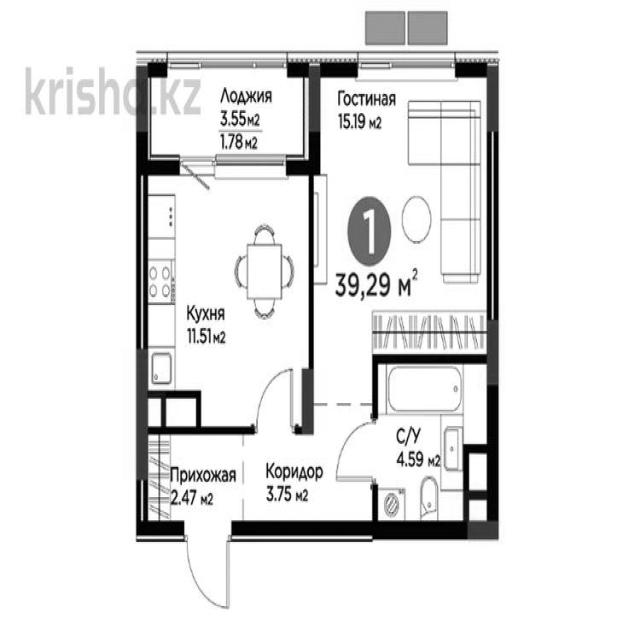 krisha.kz
Лоджия
3.55 м2
1.78 м2
Гостиная
15.19 м2
1
39,29 м²
Кухня
11.51 м2
С/У
4.59 м2
Прихожая
2.47 м2
Коридор
3.75 м2